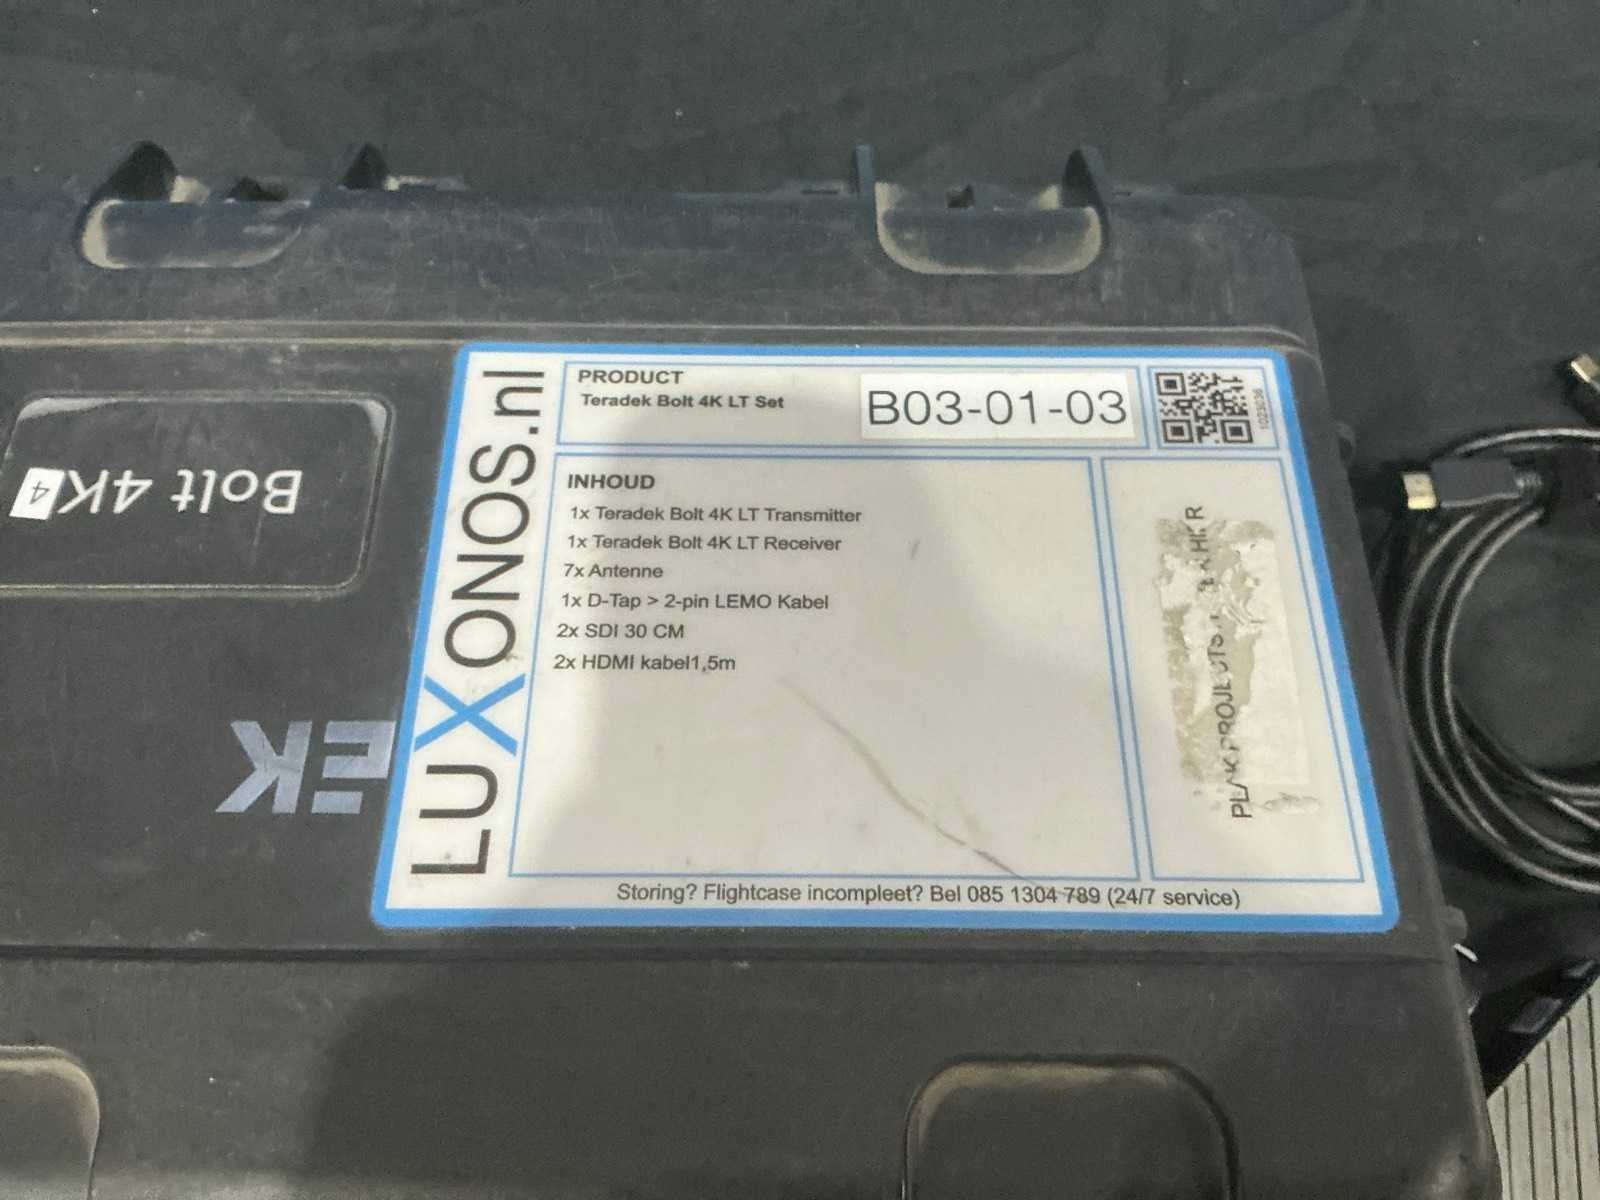 LUXONOS.nl
PRODUCT
Teradek Bolt 4K LT Set
B03-01-03
INHOUD
1x Teradek Bolt 4K LT Transmitter
1x Teradek Bolt 4K LT Receiver
7x Antenne
1x D-Tap > 2-pin LEMO Kabel
2x SDI 30 CM
2x HDMI kabel1,5m
Storing? Flightcase incompleet? Bel 085 1304 789 (24/7 service)
Bolt 4K
4
EK